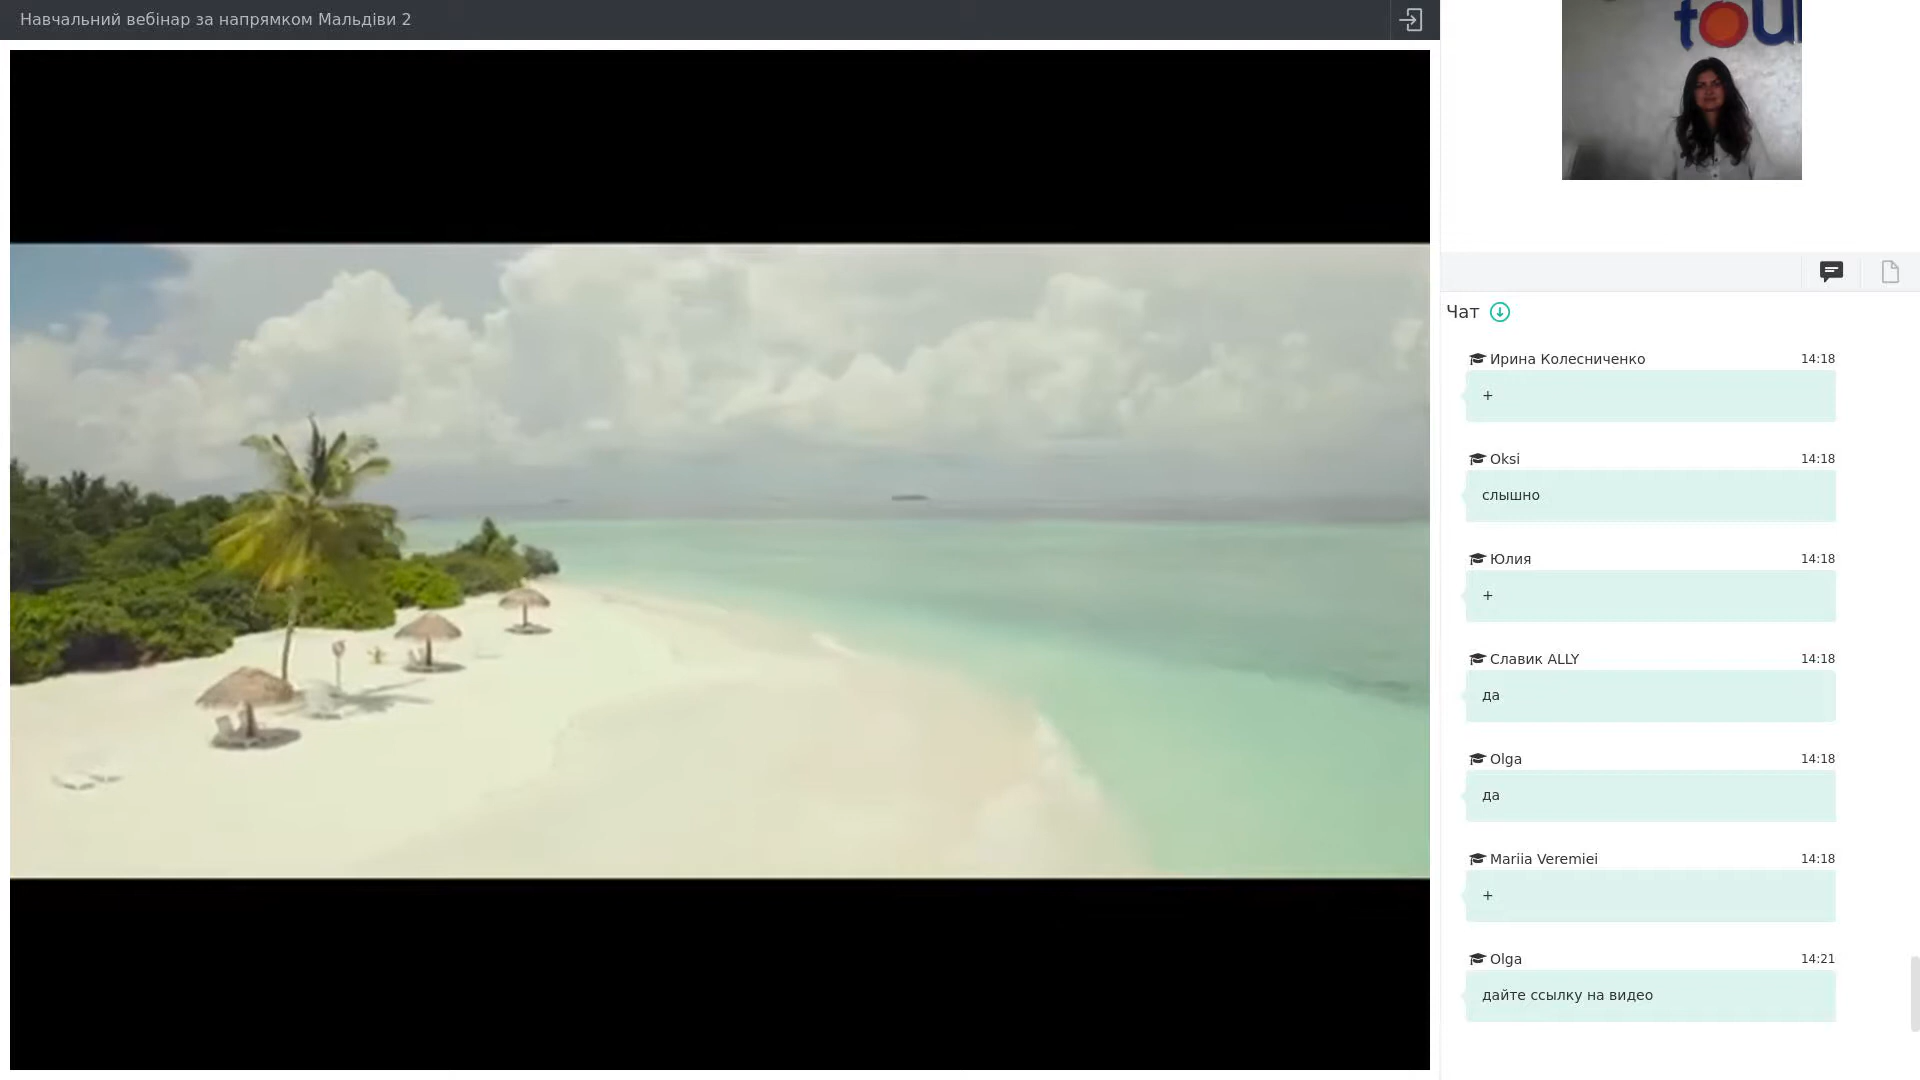 Навчальний вебінар за напрямком Мальдіви 2
tou
Чат
Ирина Колесниченко 14:18
+
Oksi 14:18
слышно
Юлия 14:18
+
Славик ALLY 14:18
да
Olga 14:18
да
Mariia Veremiei 14:18
+
Olga 14:21
дайте ссылку на видео